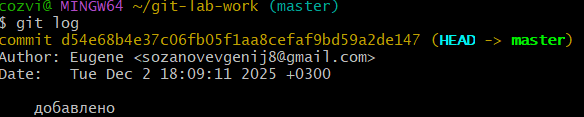 cozvi@ MINGW64 ~/git-lab-work (master)
$ git log
commit d54e68b4e37c06fb05f1aa8cefaf9bd59a2de147 (HEAD -> master)
Author: Eugene <sozanovevgenij8@gmail.com>
Date:   Tue Dec 2 18:09:11 2025 +0300
    добавлено